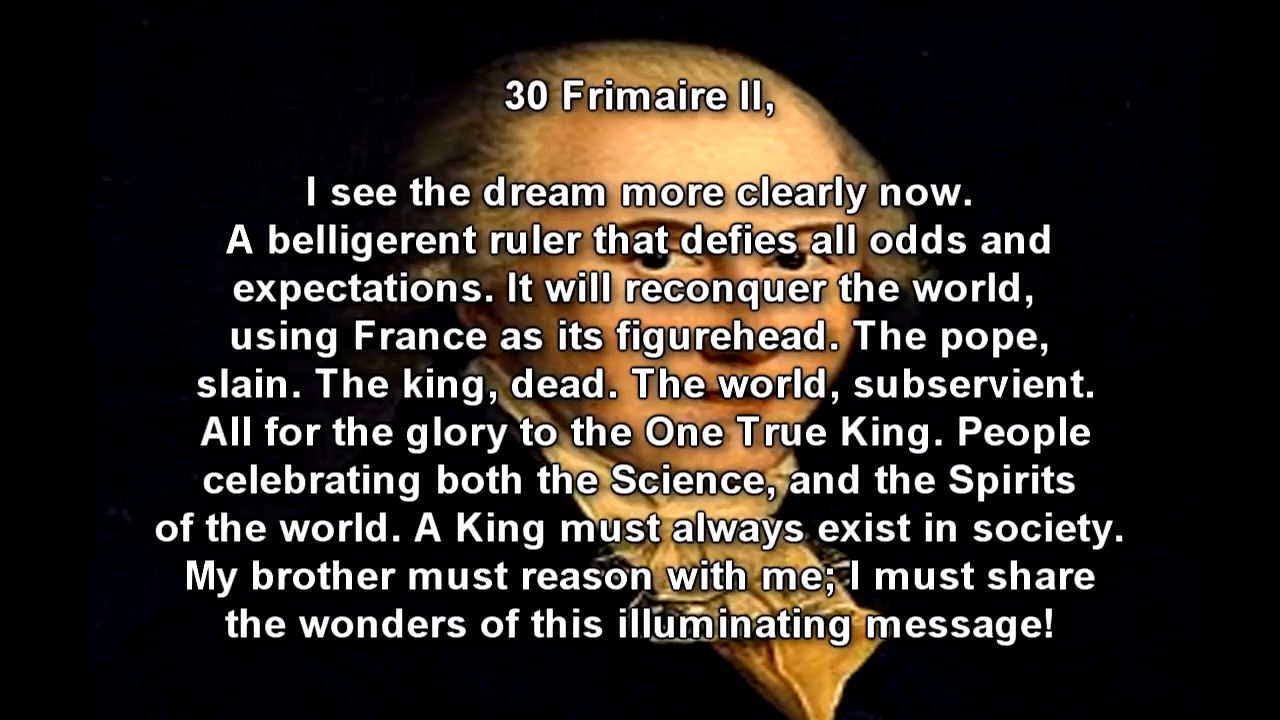 30 Frimaire II,
I see the dream more clearly now.
A belligerent ruler that defies all odds and
expectations. It will reconquer the world,
using France as its figurehead. The pope,
slain. The king, dead. The world, subservient.
All for the glory to the One True King. People
celebrating both the Science, and the Spirits
of the world. A King must always exist in society.
My brother must reason with me; I must share
the wonders of this illuminating message!